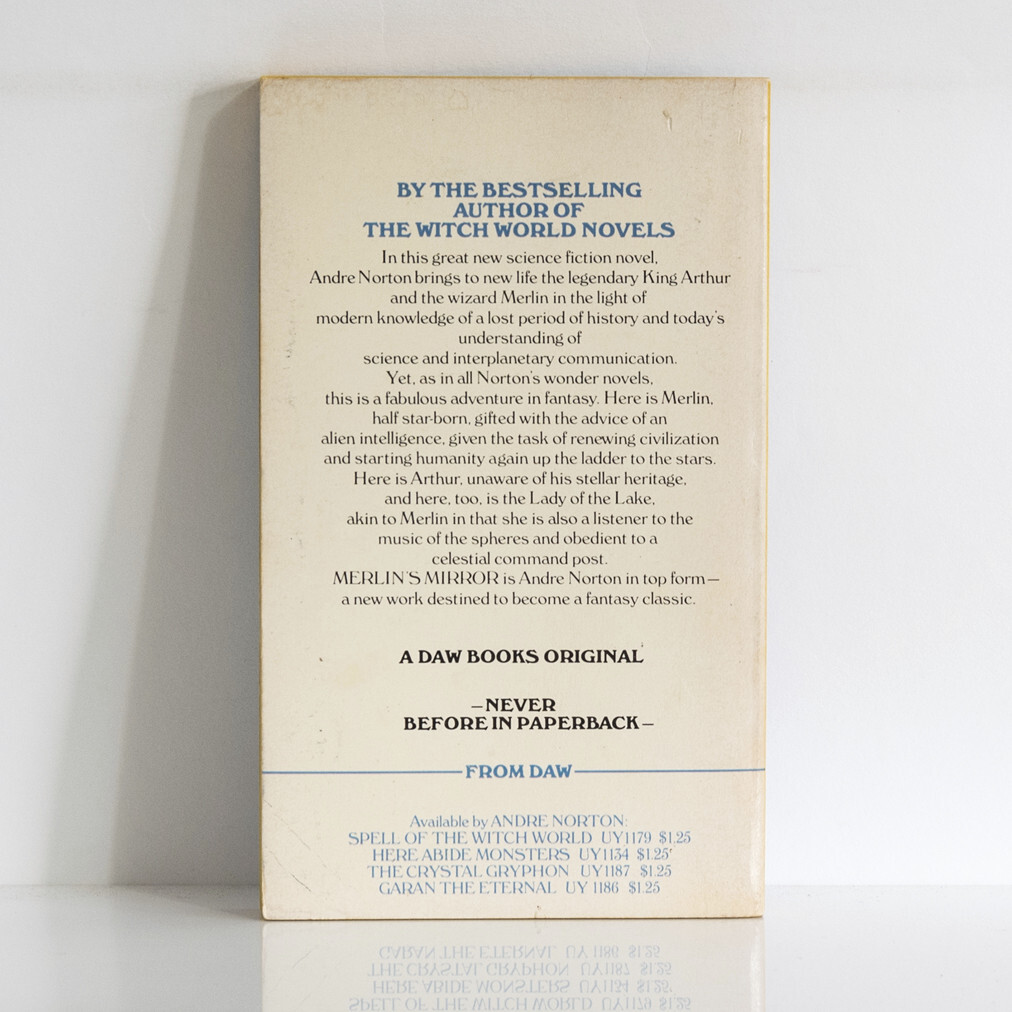 BY THE BESTSELLING
AUTHOR OF
THE WITCH WORLD NOVELS
In this great new science fiction novel,
Andre Norton brings to new life the legendary King Arthur
and the wizard Merlin in the light of
modern knowledge of a lost period of history and today's
understanding of
science and interplanetary communication.
Yet, as in all Norton's wonder novels,
this is a fabulous adventure in fantasy. Here is Merlin,
half star-born, gifted with the advice of an
alien intelligence, given the task of renewing civilization
and starting humanity again up the ladder to the stars.
Here is Arthur, unaware of his stellar heritage,
and here, too, is the Lady of the Lake,
akin to Merlin in that she is also a listener to the
music of the spheres and obedient to a
celestial command post.
MERLIN'S MIRROR is Andre Norton in top form—
a new work destined to become a fantasy classic.
A DAW BOOKS ORIGINAL
—NEVER
BEFORE IN PAPERBACK—
FROM DAW
Available by ANDRE NORTON:
SPELL OF THE WITCH WORLD UY1179 $1.25
HERE ABIDE MONSTERS UY1134 $1.25
THE CRYSTAL GRYPHON UY1187 $1.25
GARAN THE ETERNAL UY 1186 $1.25